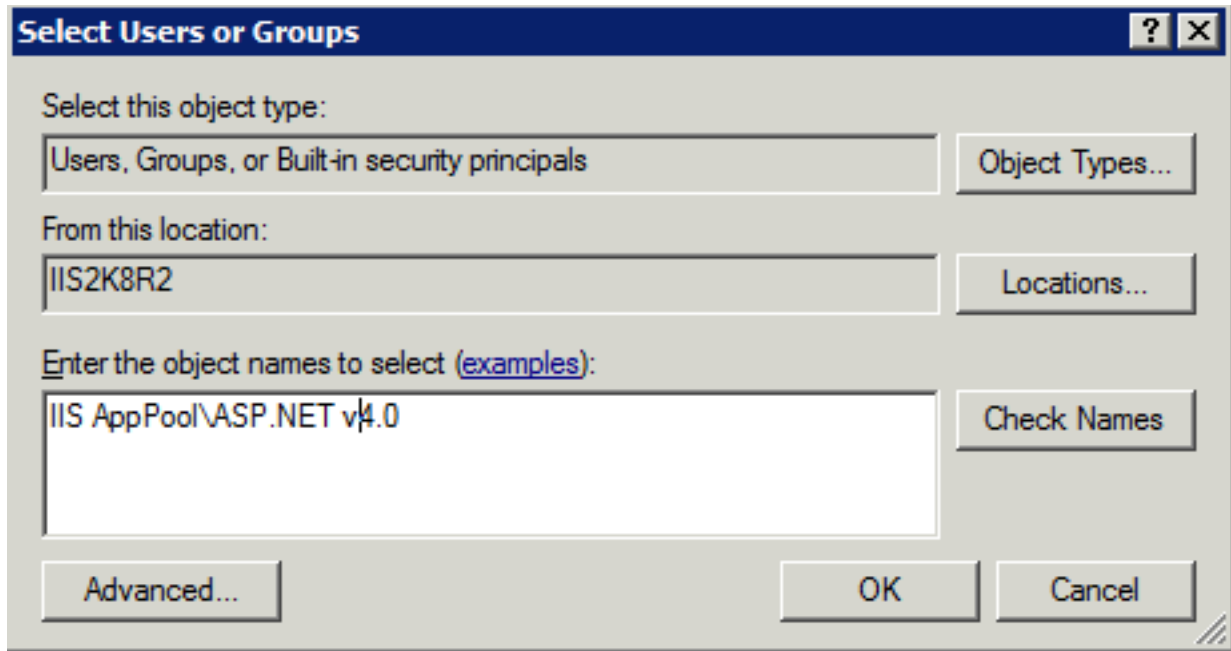 Select Users or Groups
?
Select this object type:
Users, Groups, or Built-in security principals
Object Types...
From this location:
IIS2K8R2
Locations...
Enter the object names to select (examples):
IIS AppPool\ASP.NET v4.0
Check Names
Advanced...
OK
Cancel